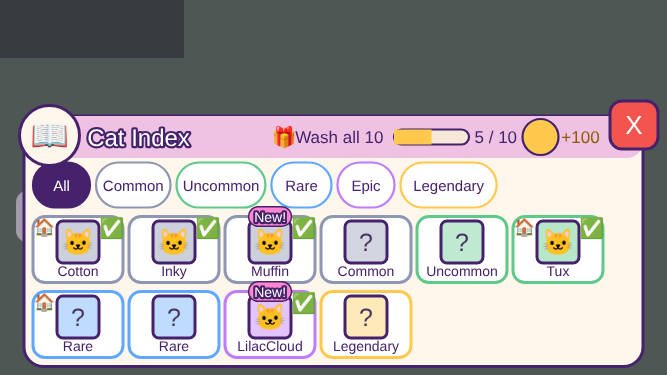 Cat Index
Wash all 10
5 / 10
+100
X
All
Common
Uncommon
Rare
Epic
Legendary
New!
Cotton
Inky
Muffin
?
Common
?
Uncommon
Tux
New!
?
Rare
?
Rare
LilacCloud
?
Legendary